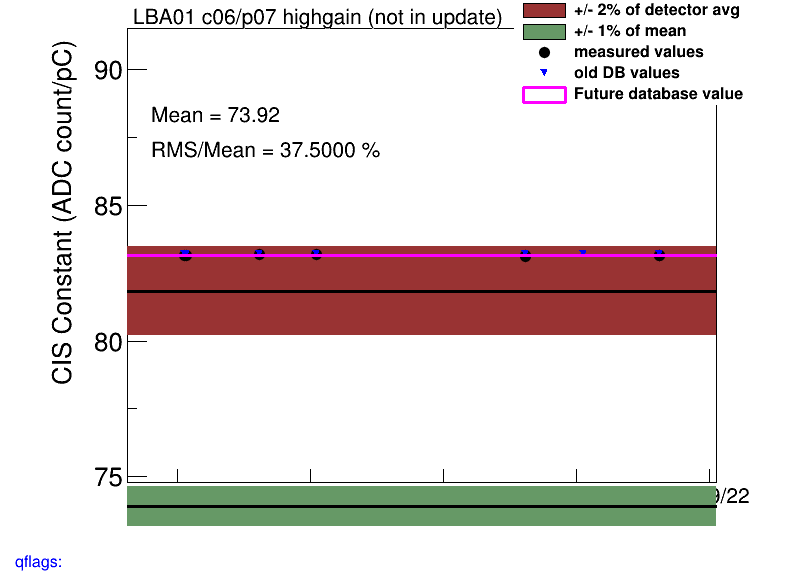 LBA01 c06/p07 highgain (not in update)
+/- 2% of detector avg
+/- 1% of mean
measured values
old DB values
Future database value
CIS Constant (ADC count/pC)
90
85
80
75
Mean = 73.92
RMS/Mean = 37.5000 %
/22
qflags: